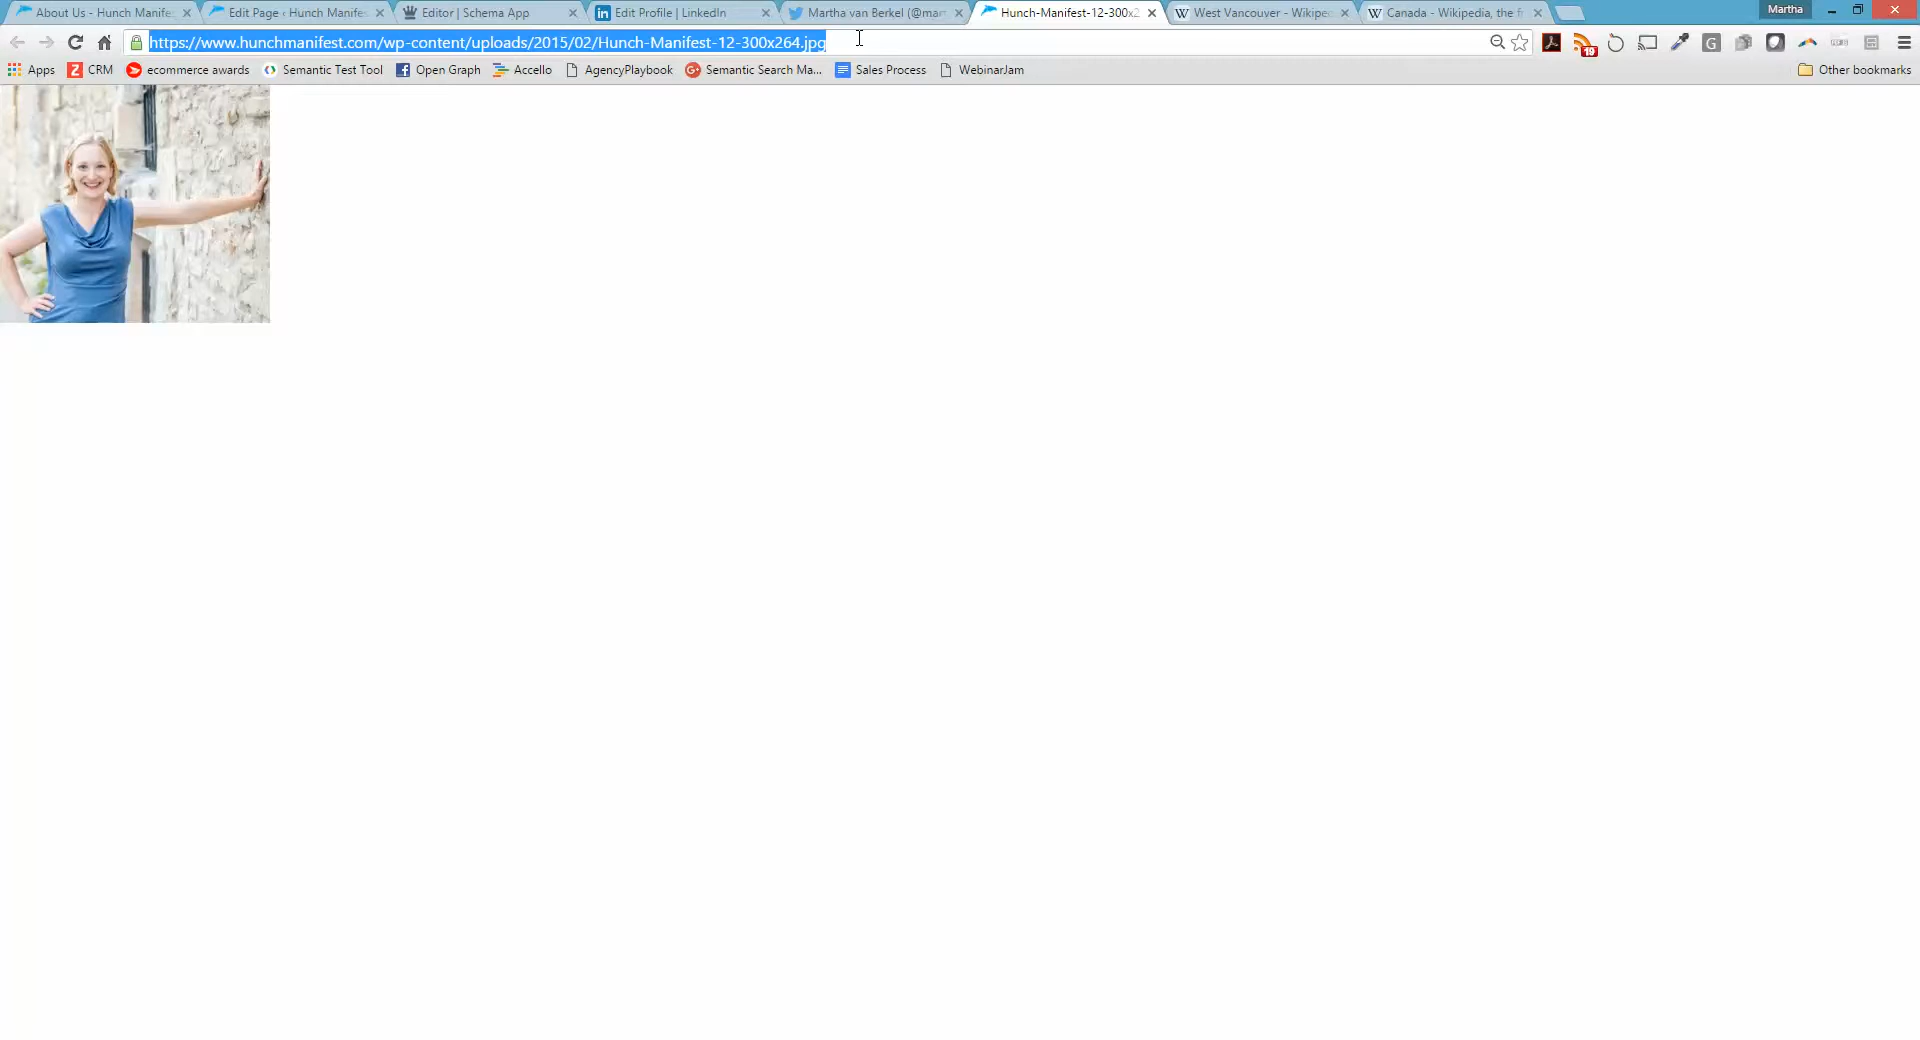 About Us - Hunch Manife
Edit Page ‹ Hunch Manifes
Editor | Schema App
Edit Profile | LinkedIn
Martha van Berkel (@mar
Hunch-Manifest-12-300x2
West Vancouver - Wikipe
Canada - Wikipedia, the f
Martha
https://www.hunchmanifest.com/wp-content/uploads/2015/02/Hunch-Manifest-12-300x264.jpg
19
Apps
CRM
ecommerce awards
Semantic Test Tool
Open Graph
Accello
AgencyPlaybook
Semantic Search Ma...
Sales Process
WebinarJam
Other bookmarks